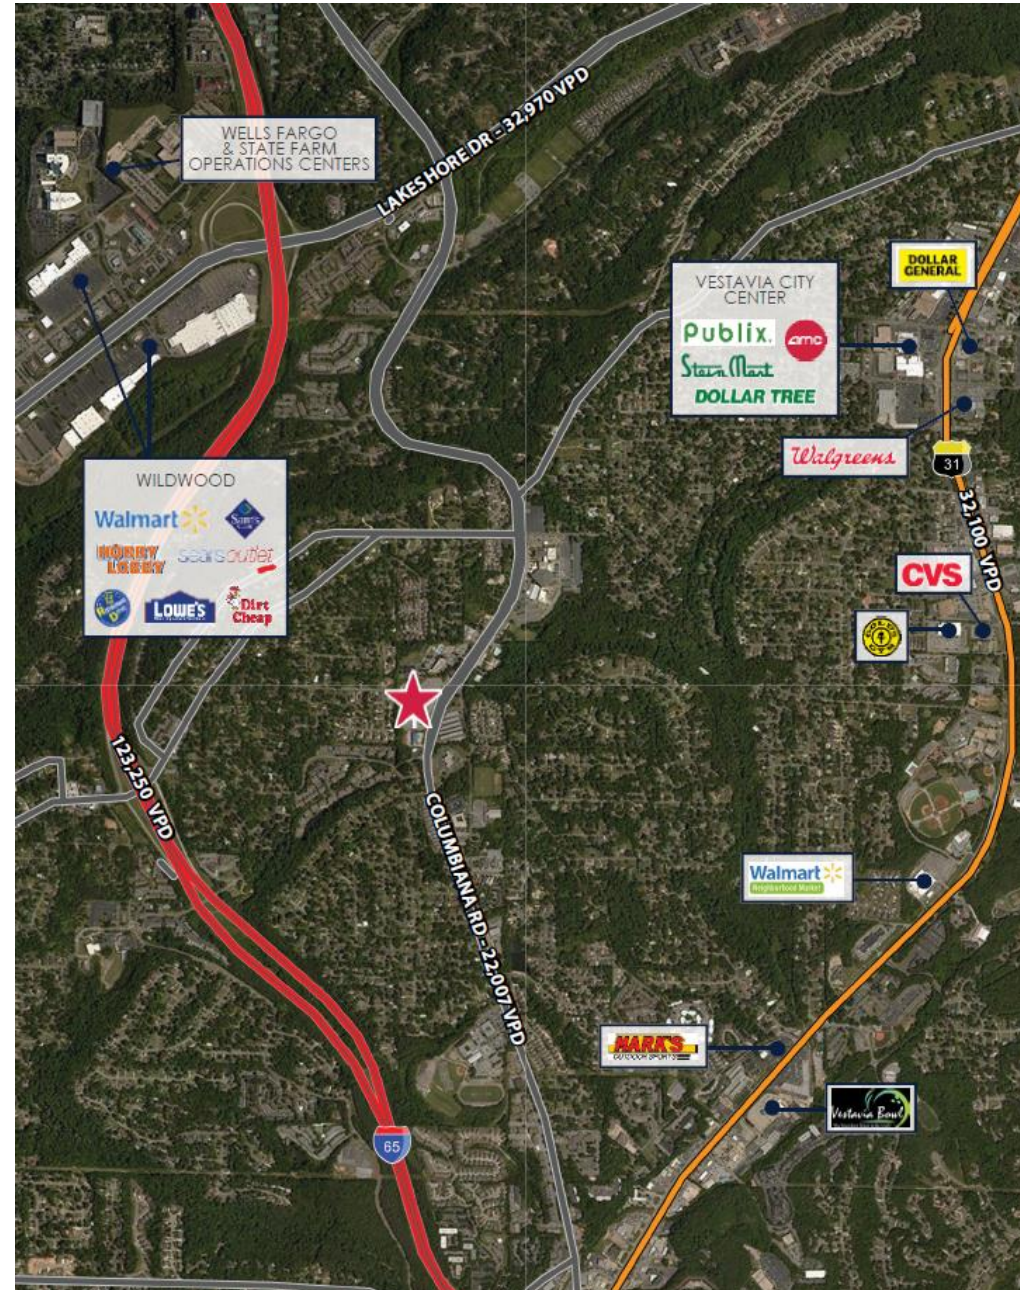 WELLS FARGO
& STATE FARM
OPERATIONS CENTERS
LAKESHORE DR - 32,970 VPD
DOLLAR
GENERAL
VESTAVIA CITY
CENTER
Publix.
amc
Stein Mart
DOLLAR TREE
Walgreens
31
32,100 VPD
WILDWOOD
Walmart
Sam's
HOBBY
LOBBY
sears outlet
LOWE'S
Dirt
Cheap
CVS
GOLD'S
GYM
123,250 VPD
COLUMBIANA RD - 22,007 VPD
Walmart
Neighborhood Market
MARK'S
OUTDOOR SPORTS
Vestavia Bowl
65